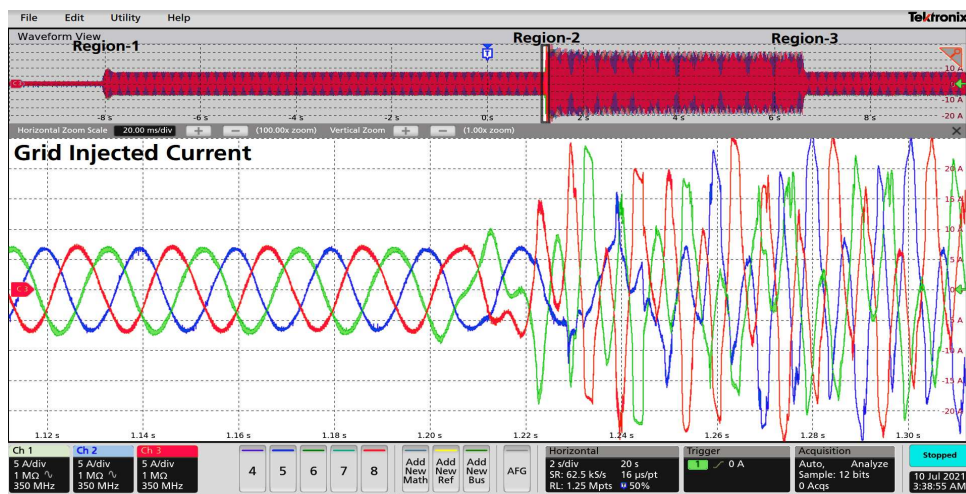 File Edit Utility Help Tektronix
Waveform View
Region-1 Region-2 Region-3
T
10 A
C 3
-10 A
-8 s 0 s 2 s 4 s 6 s 8 s -20 A
Horizontal Zoom Scale 20.00 ms/div + − (100.00x zoom) Vertical Zoom + − (1.00x zoom) ×
Grid Injected Current
20 A
15 A
10 A
5 A
C 3 0 A
-5 A
-10 A
-15 A
-20 A
1.12 s 1.14 s 1.16 s 1.18 s 1.20 s 1.22 s 1.24 s 1.26 s 1.28 s 1.30 s
Ch 1 Ch 2 Ch 3 4 5 6 7 8 Add New Math Add New Ref Add New Bus AFG Horizontal Trigger Acquisition Stopped
5 A/div 5 A/div 5 A/div 2 s/div 20 s 1 0 A Auto, Analyze
1 MΩ 1 MΩ 1 MΩ SR: 62.5 kS/s 16 µs/pt Sample: 12 bits 10 Jul 2021
350 MHz 350 MHz 350 MHz RL: 1.25 Mpts 50% 0 Acqs 3:38:55 AM